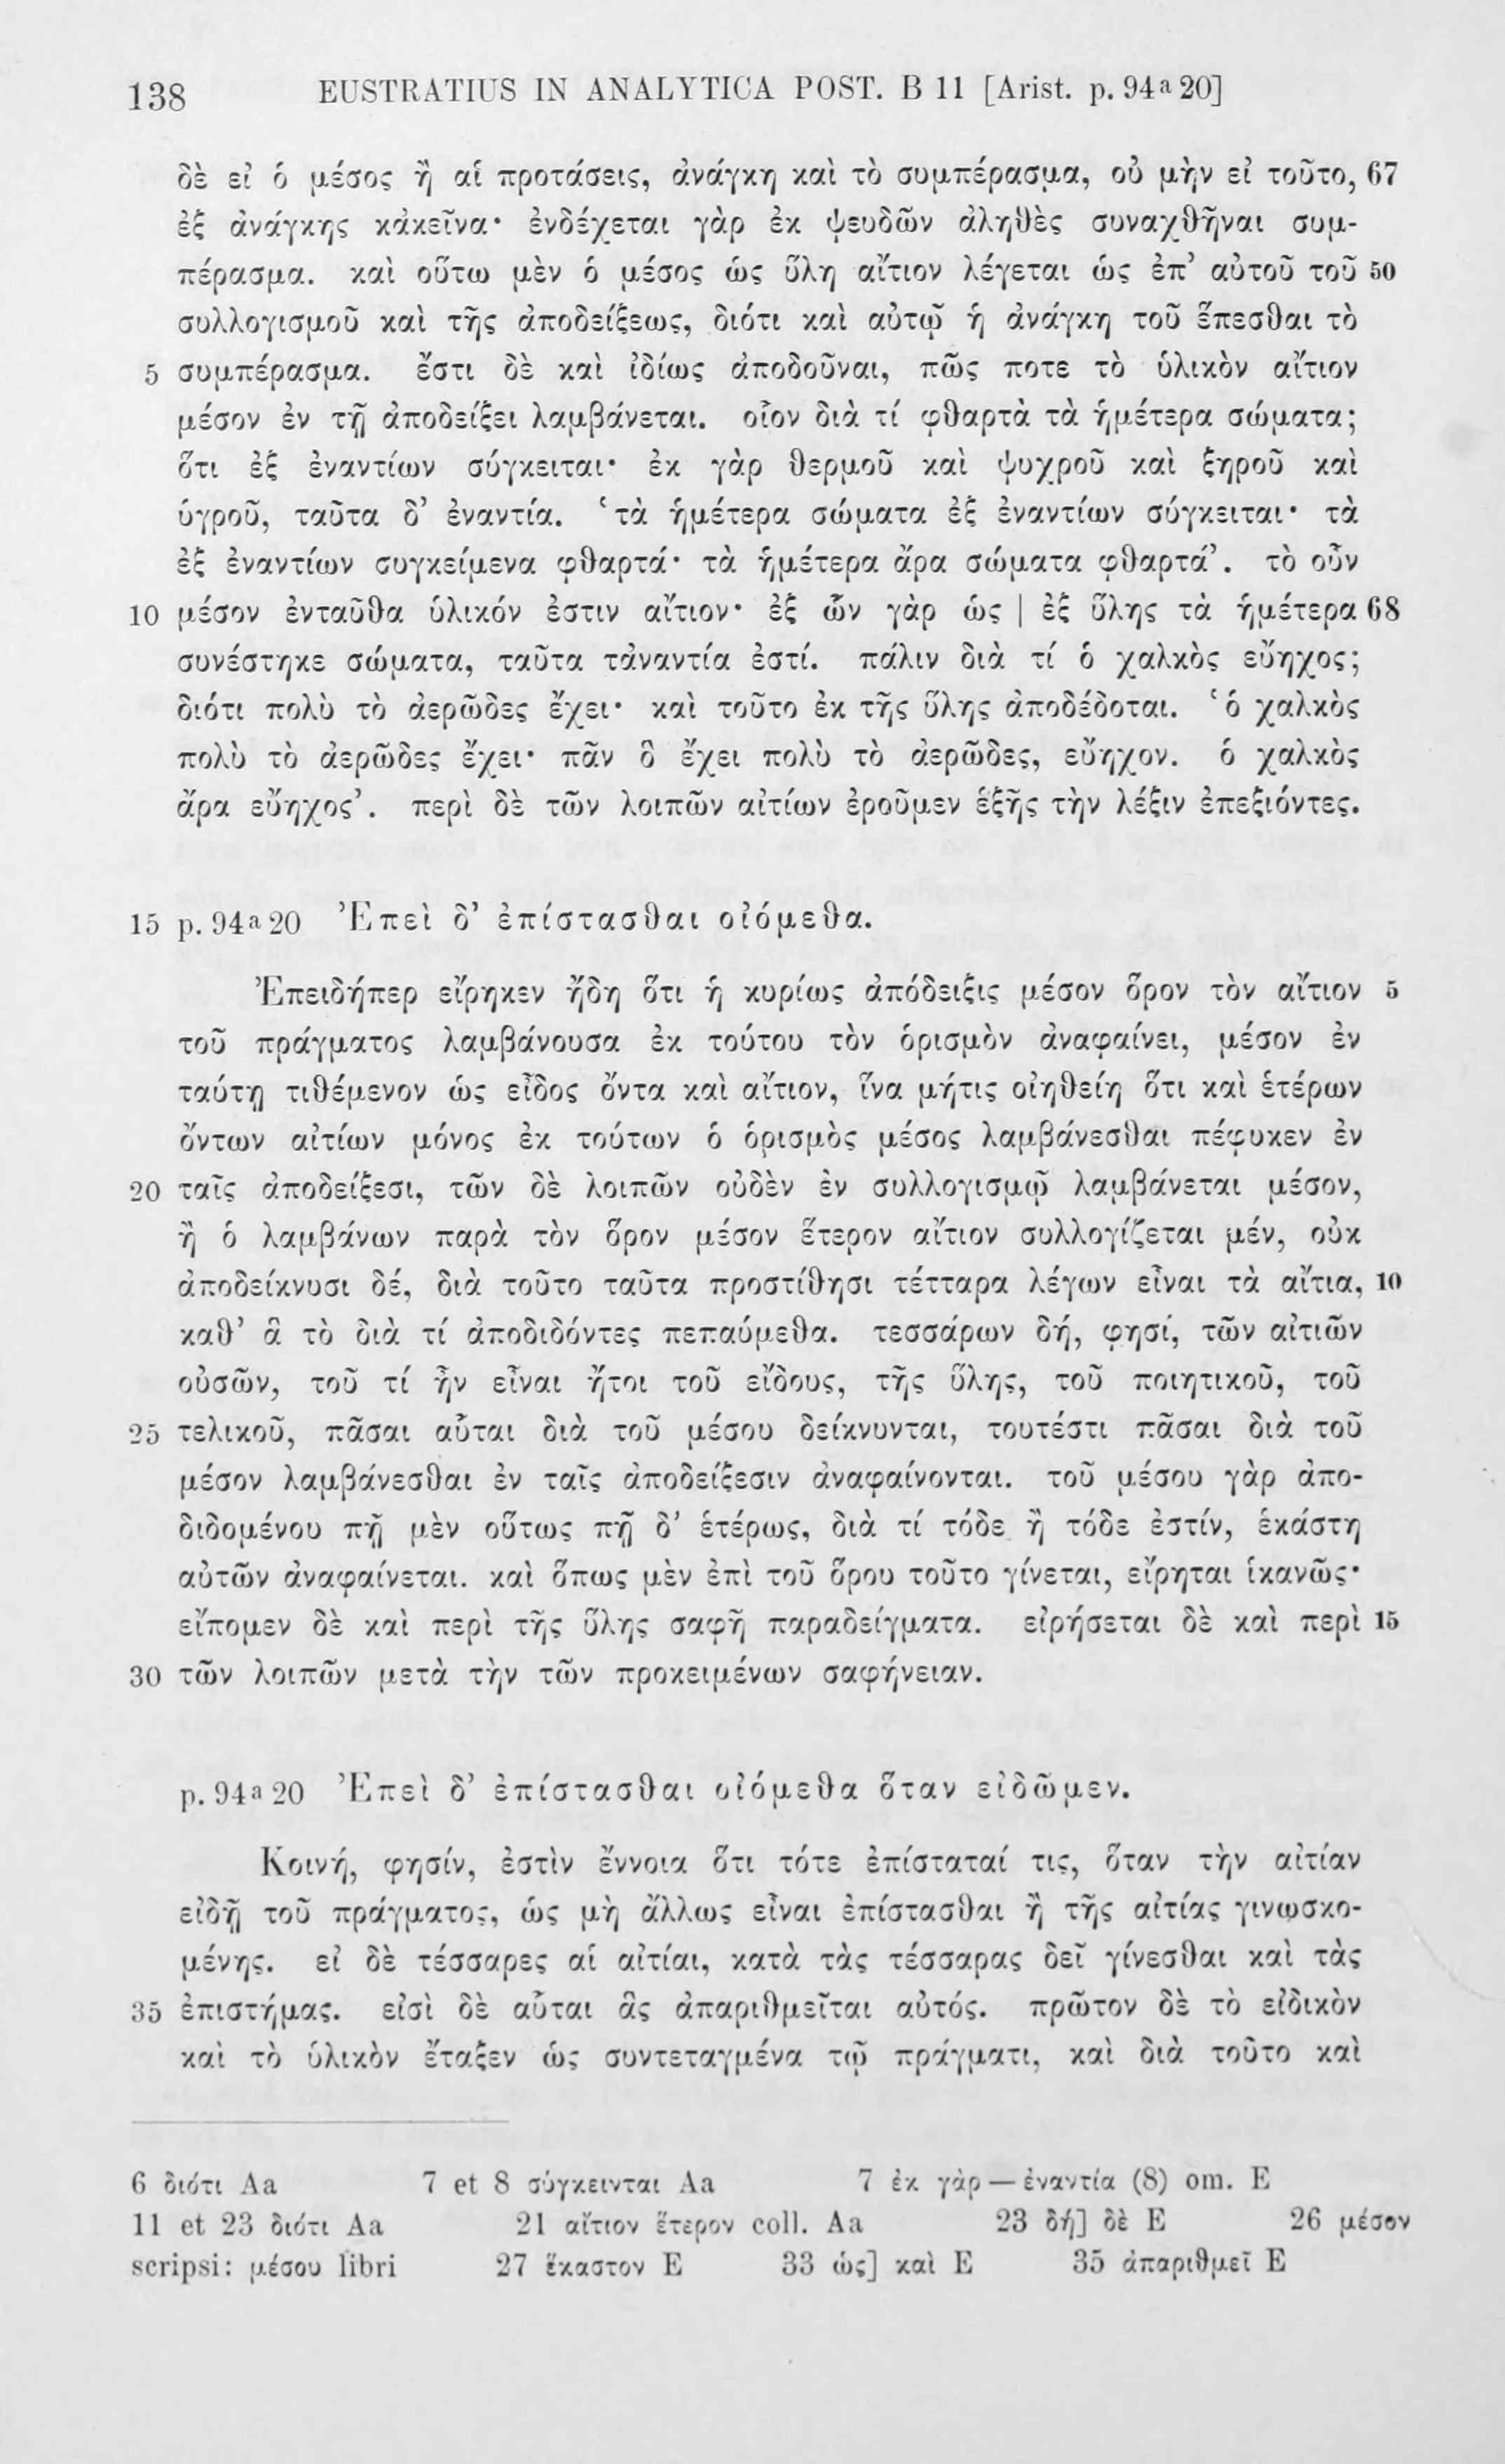 138 EUSTRATIUS IN ANALYTICA POST. B 11 [Arist. p. 94a 20]
δὲ εἰ ὁ μέσος ἢ αἱ προτάσεις, ἀνάγκη καὶ τὸ συμπέρασμα, οὐ μὴν εἰ τοῦτο, 67
ἐξ ἀνάγκης κἀκεῖνα· ἐνδέχεται γὰρ ἐκ ψευδῶν ἀληθὲς συναχθῆναι συμ-
πέρασμα. καὶ οὕτω μὲν ὁ μέσος ὡς ὕλη αἴτιον λέγεται ὡς ἐπ’ αὐτοῦ τοῦ 50
συλλογισμοῦ καὶ τῆς ἀποδείξεως, διότι καὶ αὐτῷ ἡ ἀνάγκη τοῦ ἕπεσθαι τὸ
5 συμπέρασμα. ἔστι δὲ καὶ ἰδίως ἀποδοῦναι, πῶς ποτε τὸ ὑλικὸν αἴτιον
μέσον ἐν τῇ ἀποδείξει λαμβάνεται. οἷον διὰ τί φθαρτὰ τὰ ἡμέτερα σώματα;
ὅτι ἐξ ἐναντίων σύγκειται· ἐκ γὰρ θερμοῦ καὶ ψυχροῦ καὶ ξηροῦ καὶ
ὑγροῦ, ταῦτα δ’ ἐναντία. ‘τὰ ἡμέτερα σώματα ἐξ ἐναντίων σύγκειται· τὰ
ἐξ ἐναντίων συγκείμενα φθαρτά· τὰ ἡμέτερα ἄρα σώματα φθαρτά’. τὸ οὖν
10 μέσον ἐνταῦθα ὑλικόν ἐστιν αἴτιον· ἐξ ὧν γὰρ ὡς | ἐξ ὕλης τὰ ἡμέτερα 68
συνέστηκε σώματα, ταῦτα τἀναντία ἐστί. πάλιν διὰ τί ὁ χαλκὸς εὔηχος;
διότι πολὺ τὸ ἀερῶδες ἔχει· καὶ τοῦτο ἐκ τῆς ὕλης ἀποδέδοται. ‘ὁ χαλκὸς
πολὺ τὸ ἀερῶδες ἔχει· πᾶν ὃ ἔχει πολὺ τὸ ἀερῶδες, εὔηχον. ὁ χαλκὸς
ἄρα εὔηχος’. περὶ δὲ τῶν λοιπῶν αἰτίων ἐροῦμεν ἑξῆς τὴν λέξιν ἐπεξιόντες.
15 p. 94a 20 Ἐπεὶ δ’ ἐπίστασθαι οἰόμεθα.
Ἐπειδήπερ εἴρηκεν ἤδη ὅτι ἡ κυρίως ἀπόδειξις μέσον ὅρον τὸν αἴτιον 5
τοῦ πράγματος λαμβάνουσα ἐκ τούτου τὸν ὁρισμὸν ἀναφαίνει, μέσον ἐν
ταύτῃ τιθέμενον ὡς εἶδος ὄντα καὶ αἴτιον, ἵνα μήτις οἰηθείη ὅτι καὶ ἑτέρων
ὄντων αἰτίων μόνος ἐκ τούτων ὁ ὁρισμὸς μέσος λαμβάνεσθαι πέφυκεν ἐν
20 ταῖς ἀποδείξεσι, τῶν δὲ λοιπῶν οὐδὲν ἐν συλλογισμῷ λαμβάνεται μέσον,
ἢ ὁ λαμβάνων παρὰ τὸν ὅρον μέσον ἕτερον αἴτιον συλλογίζεται μέν, οὐκ
ἀποδείκνυσι δέ, διὰ τοῦτο ταῦτα προστίθησι τέτταρα λέγων εἶναι τὰ αἴτια, 10
καθ’ ἃ τὸ διὰ τί ἀποδιδόντες πεπαύμεθα. τεσσάρων δή, φησί, τῶν αἰτιῶν
οὐσῶν, τοῦ τί ἦν εἶναι ἤτοι τοῦ εἴδους, τῆς ὕλης, τοῦ ποιητικοῦ, τοῦ
25 τελικοῦ, πᾶσαι αὗται διὰ τοῦ μέσου δείκνυνται, τουτέστι πᾶσαι διὰ τοῦ
μέσον λαμβάνεσθαι ἐν ταῖς ἀποδείξεσιν ἀναφαίνονται. τοῦ μέσου γὰρ ἀπο-
διδομένου πῇ μὲν οὕτως πῇ δ’ ἑτέρως, διὰ τί τόδε ἢ τόδε ἐστίν, ἑκάστη
αὐτῶν ἀναφαίνεται. καὶ ὅπως μὲν ἐπὶ τοῦ ὅρου τοῦτο γίνεται, εἴρηται ἱκανῶς·
εἴπομεν δὲ καὶ περὶ τῆς ὕλης σαφῆ παραδείγματα. εἰρήσεται δὲ καὶ περὶ 15
30 τῶν λοιπῶν μετὰ τὴν τῶν προκειμένων σαφήνειαν.
p. 94a 20 Ἐπεὶ δ’ ἐπίστασθαι οἰόμεθα ὅταν εἰδῶμεν.
Κοινή, φησίν, ἐστὶν ἔννοια ὅτι τότε ἐπίσταταί τις, ὅταν τὴν αἰτίαν
εἰδῇ τοῦ πράγματος, ὡς μὴ ἄλλως εἶναι ἐπίστασθαι ἢ τῆς αἰτίας γινωσκο-
μένης. εἰ δὲ τέσσαρες αἱ αἰτίαι, κατὰ τὰς τέσσαρας δεῖ γίνεσθαι καὶ τὰς
35 ἐπιστήμας. εἰσὶ δὲ αὗται ἃς ἀπαριθμεῖται αὐτός. πρῶτον δὲ τὸ εἰδικὸν
καὶ τὸ ὑλικὸν ἔταξεν ὡς συντεταγμένα τῷ πράγματι, καὶ διὰ τοῦτο καὶ
6 διότι Aa 7 et 8 σύγκεινται Aa 7 ἐκ γὰρ — ἐναντία (8) om. E
11 et 23 διότι Aa 21 αἴτιον ἕτερον coll. Aa 23 δή] δὲ E 26 μέσον
scripsi: μέσου libri 27 ἕκαστον E 33 ὡς] καὶ E 35 ἀπαριθμεῖ E